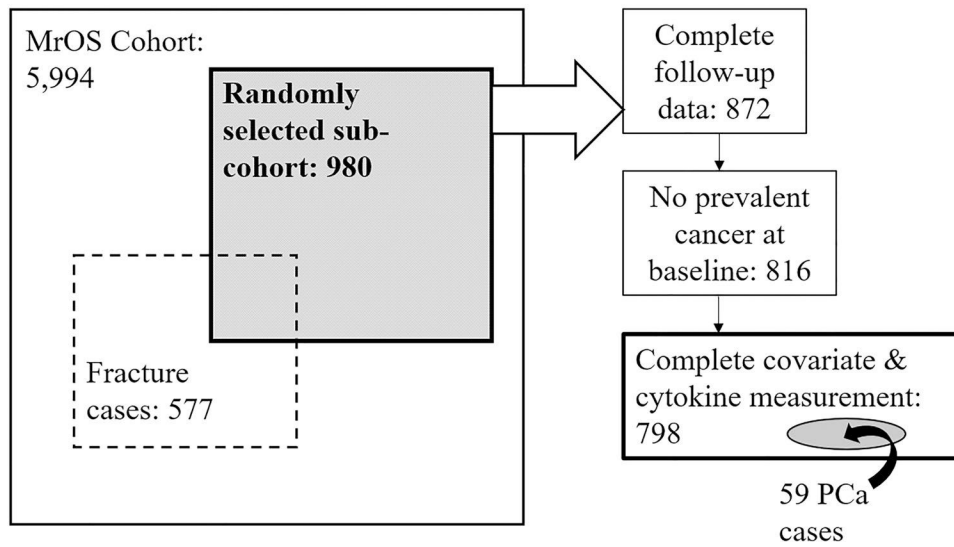 MrOS Cohort:
5,994
Randomly
selected sub-
cohort: 980
Fracture
cases: 577
Complete
follow-up
data: 872
No prevalent
cancer at
baseline: 816
Complete covariate &
cytokine measurement:
798
59 PCa
cases